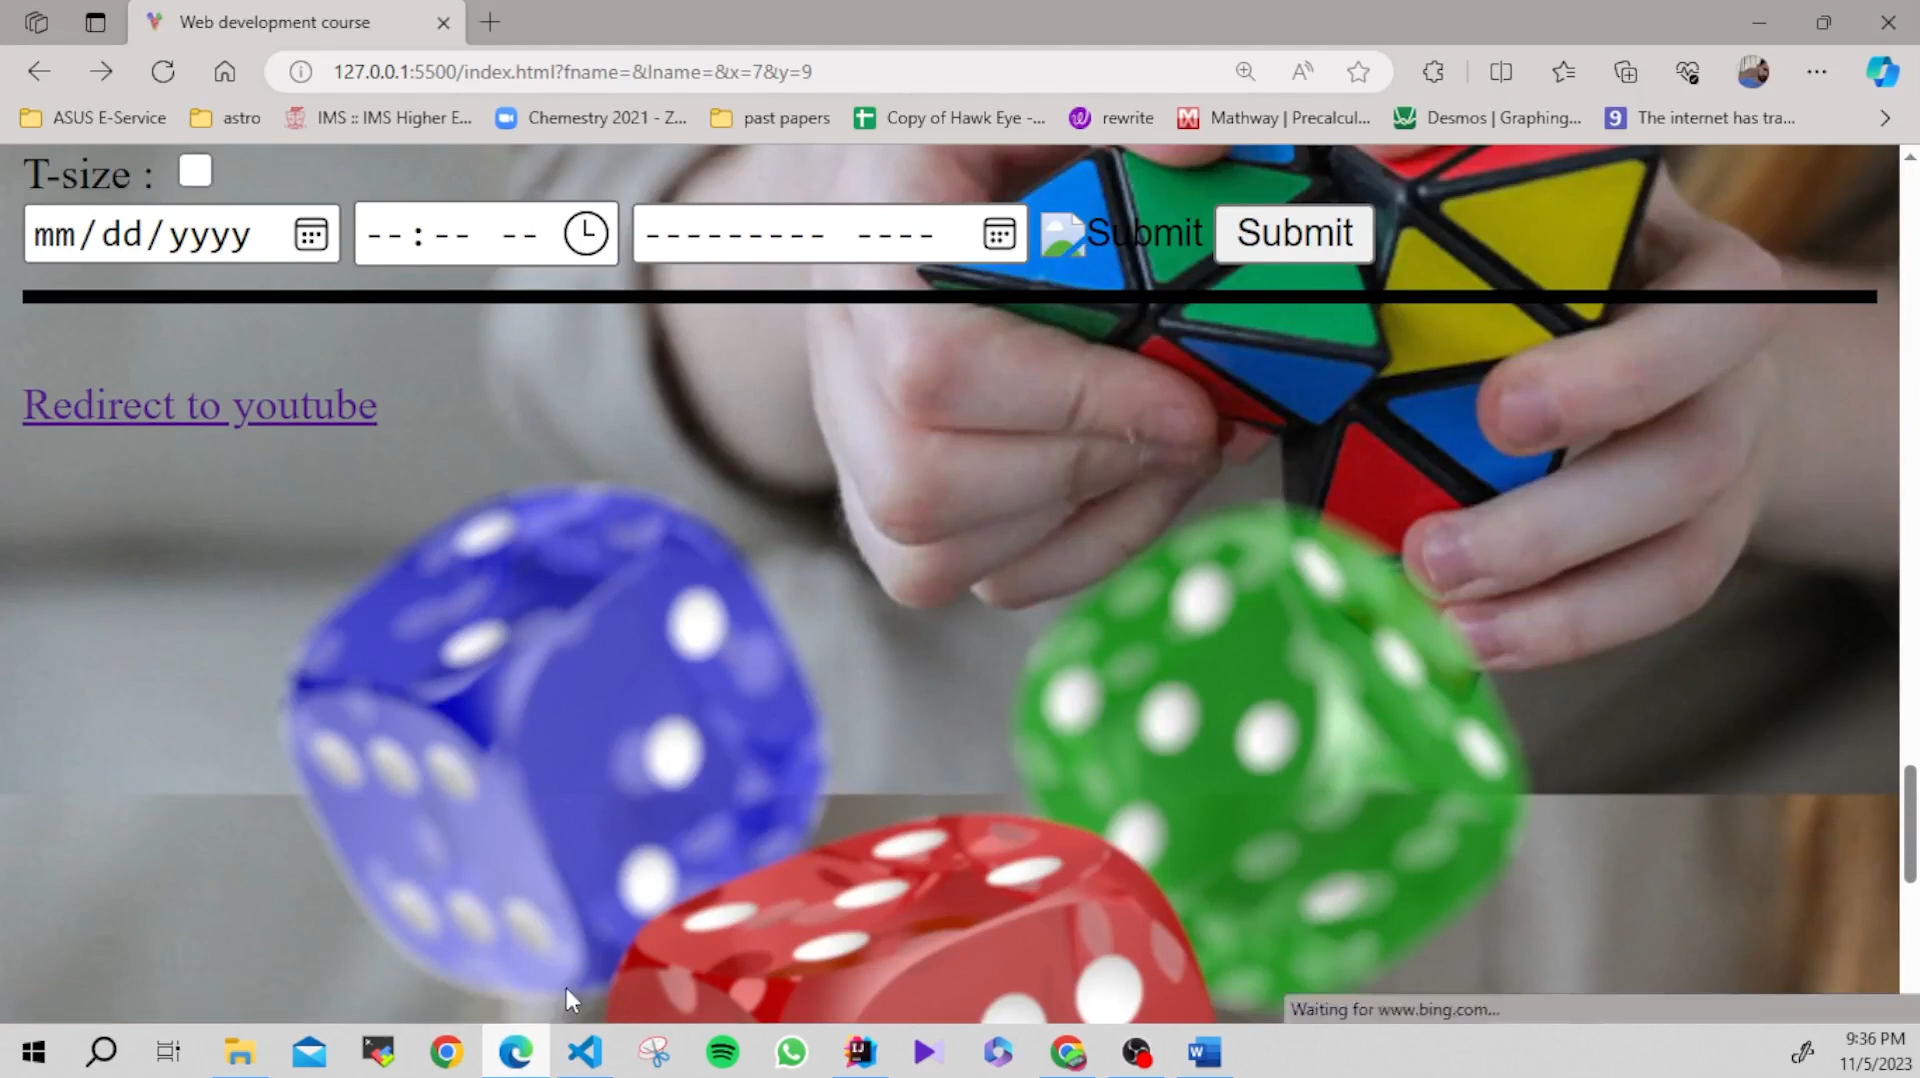 Web development course
127.0.0.1:5500/index.html?fname=&lname=&x=7&y=9
ASUS E-Service astro IMS :: IMS Higher E... Chemestry 2021 - Z... past papers Copy of Hawk Eye -... rewrite Mathway | Precalcul... Desmos | Graphing... 9 The internet has tra...
T-size :
mm/dd/yyyy --:-- -- --------- ---- Submit Submit
Redirect to youtube
Waiting for www.bing.com...
9:36 PM
11/5/2023